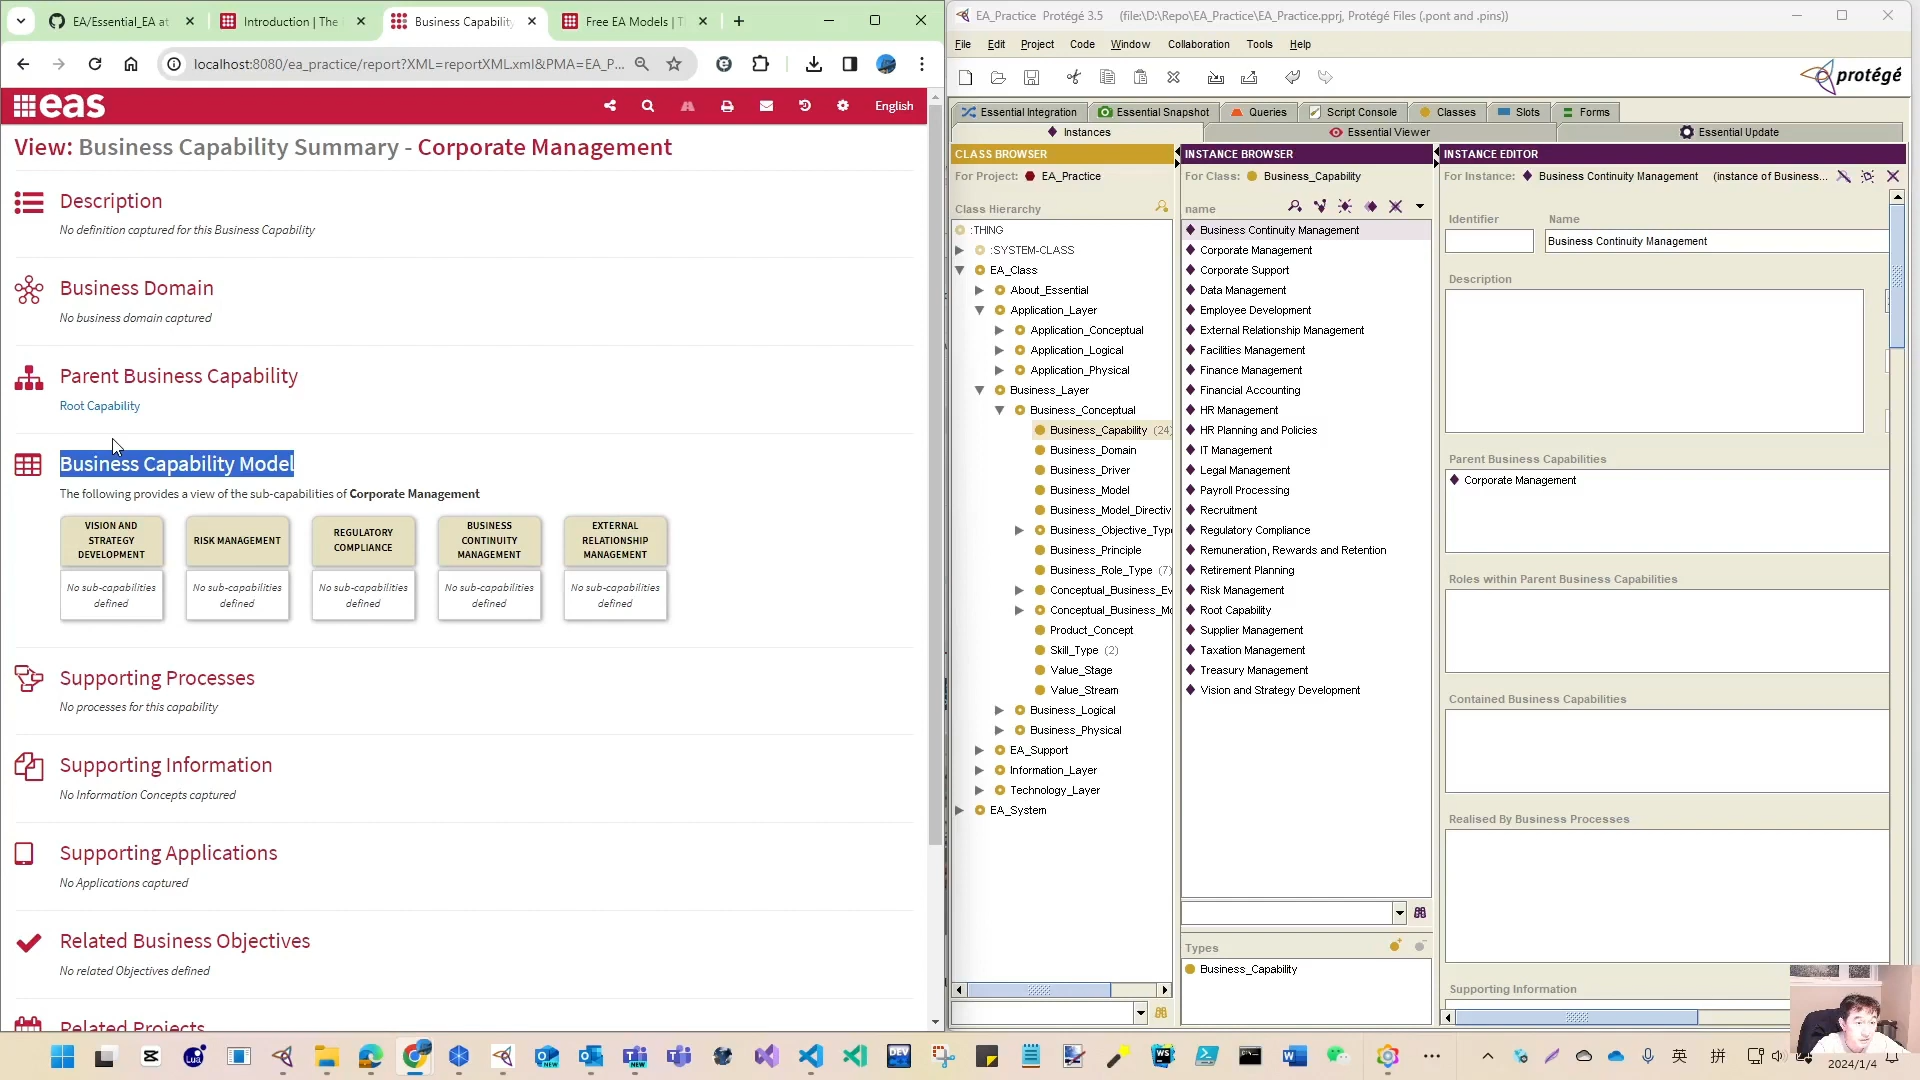 EA/Essential_EA at
Introduction | The
Business Capability
Free EA Models | T
localhost:8080/ea_practice/report?XML=reportXML.xml&PMA=EA_P...
eas
English
View: Business Capability Summary - Corporate Management
Description
No definition captured for this Business Capability
Business Domain
No business domain captured
Parent Business Capability
Root Capability
Business Capability Model
The following provides a view of the sub-capabilities of Corporate Management
VISION AND STRATEGY DEVELOPMENT
RISK MANAGEMENT
REGULATORY COMPLIANCE
BUSINESS CONTINUITY MANAGEMENT
EXTERNAL RELATIONSHIP MANAGEMENT
No sub-capabilities defined
No sub-capabilities defined
No sub-capabilities defined
No sub-capabilities defined
No sub-capabilities defined
Supporting Processes
No processes for this capability
Supporting Information
No Information Concepts captured
Supporting Applications
No Applications captured
Related Business Objectives
No related Objectives defined
Related Projects
EA_Practice Protégé 3.5 (file:\D:\Repo\EA_Practice\EA_Practice.pprj, Protégé Files (.pont and .pins))
File Edit Project Code Window Collaboration Tools Help
protégé
Essential Integration
Essential Snapshot
Queries
Script Console
Classes
Slots
Forms
Instances
Essential Viewer
Essential Update
CLASS BROWSER
For Project: EA_Practice
Class Hierarchy
:THING
:SYSTEM-CLASS
EA_Class
About_Essential
Application_Layer
Application_Conceptual
Application_Logical
Application_Physical
Business_Layer
Business_Conceptual
Business_Capability (24)
Business_Domain
Business_Driver
Business_Model
Business_Model_Directiv
Business_Objective_Type
Business_Principle
Business_Role_Type (7)
Conceptual_Business_Ev
Conceptual_Business_Mo
Product_Concept
Skill_Type (2)
Value_Stage
Value_Stream
Business_Logical
Business_Physical
EA_Support
Information_Layer
Technology_Layer
EA_System
INSTANCE BROWSER
For Class: Business_Capability
name
Business Continuity Management
Corporate Management
Corporate Support
Data Management
Employee Development
External Relationship Management
Facilities Management
Finance Management
Financial Accounting
HR Management
HR Planning and Policies
IT Management
Legal Management
Payroll Processing
Recruitment
Regulatory Compliance
Remuneration, Rewards and Retention
Retirement Planning
Risk Management
Root Capability
Supplier Management
Taxation Management
Treasury Management
Vision and Strategy Development
Types
Business_Capability
INSTANCE EDITOR
For Instance: Business Continuity Management (instance of Business...
Identifier
Name
Business Continuity Management
Description
Parent Business Capabilities
Corporate Management
Roles within Parent Business Capabilities
Contained Business Capabilities
Realised By Business Processes
Supporting Information
英
拼
2024/1/4